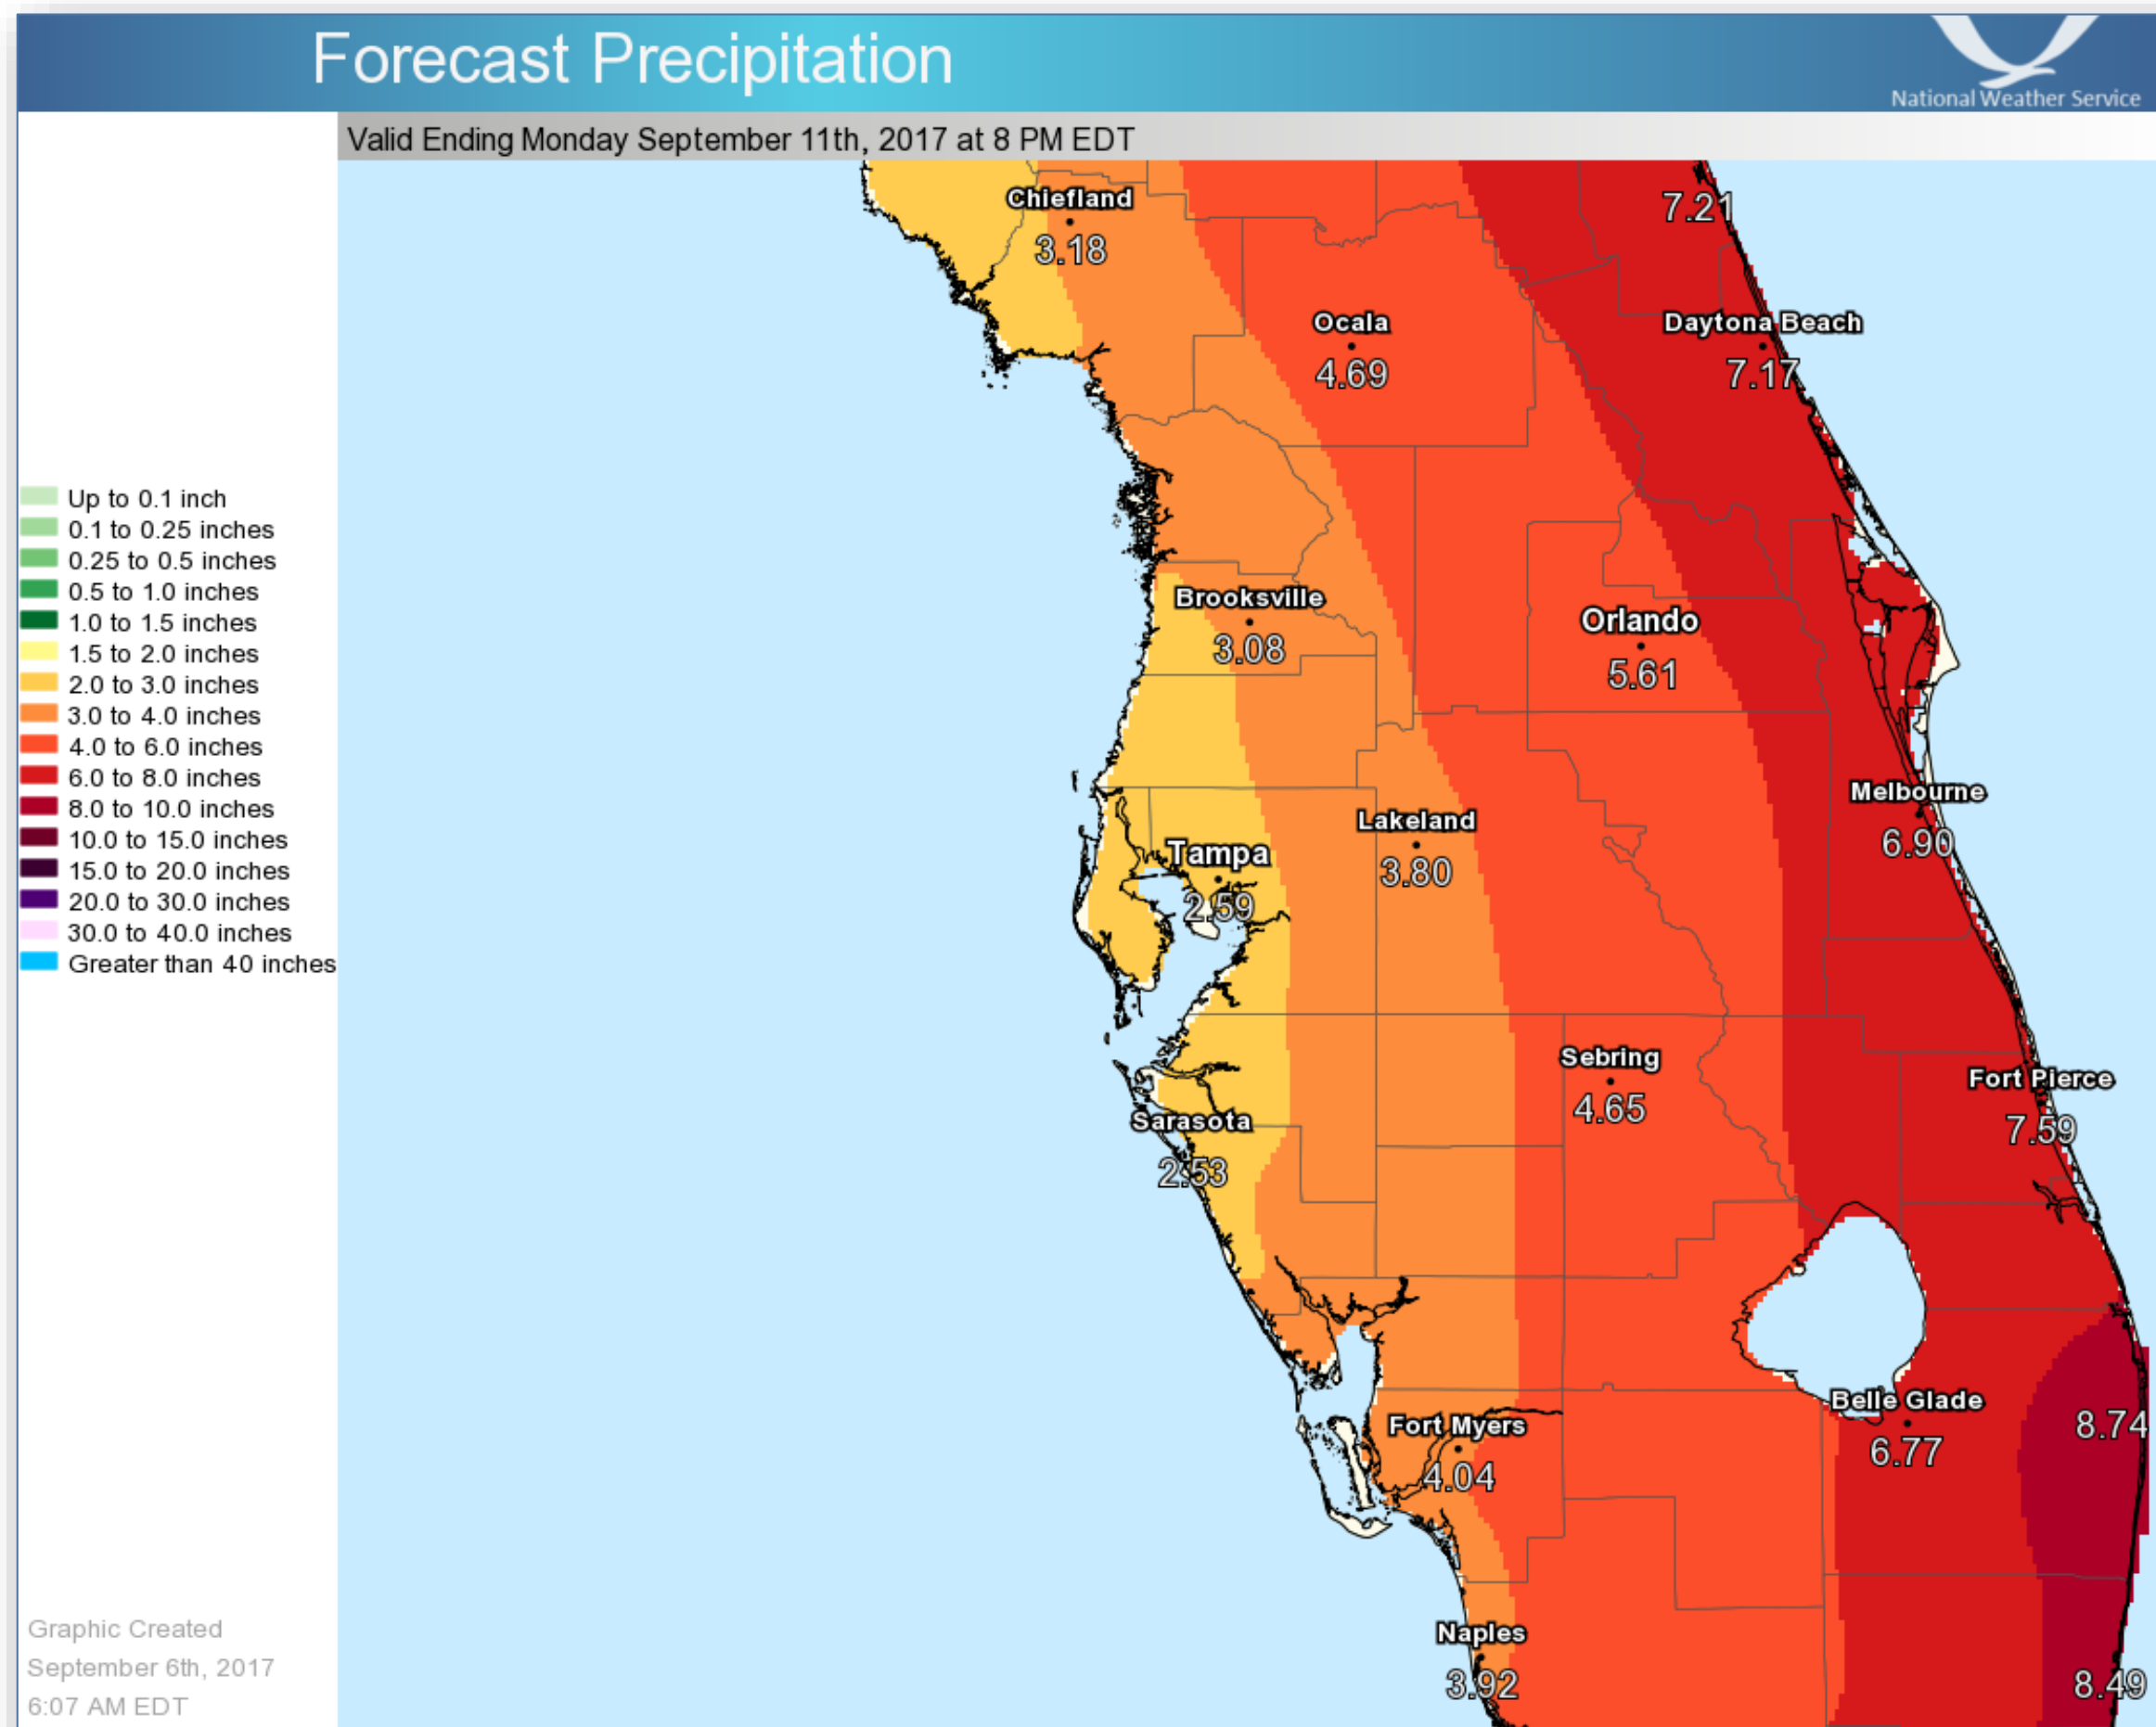 Forecast Precipitation
National Weather Service
Valid Ending Monday September 11th, 2017 at 8 PM EDT
Chiefland
3.18
7.21
Ocala
4.69
Daytona Beach
7.17
Up to 0.1 inch
0.1 to 0.25 inches
0.25 to 0.5 inches
0.5 to 1.0 inches
1.0 to 1.5 inches
1.5 to 2.0 inches
2.0 to 3.0 inches
3.0 to 4.0 inches
4.0 to 6.0 inches
6.0 to 8.0 inches
8.0 to 10.0 inches
10.0 to 15.0 inches
15.0 to 20.0 inches
20.0 to 30.0 inches
30.0 to 40.0 inches
Greater than 40 inches
Brooksville
3.08
Orlando
5.61
Melbourne
6.90
Lakeland
3.80
Tampa
2.59
Sebring
4.65
Fort Pierce
7.59
Sarasota
2.53
Belle Glade
6.77
8.74
Fort Myers
4.04
Naples
3.92
8.49
Graphic Created
September 6th, 2017
6:07 AM EDT